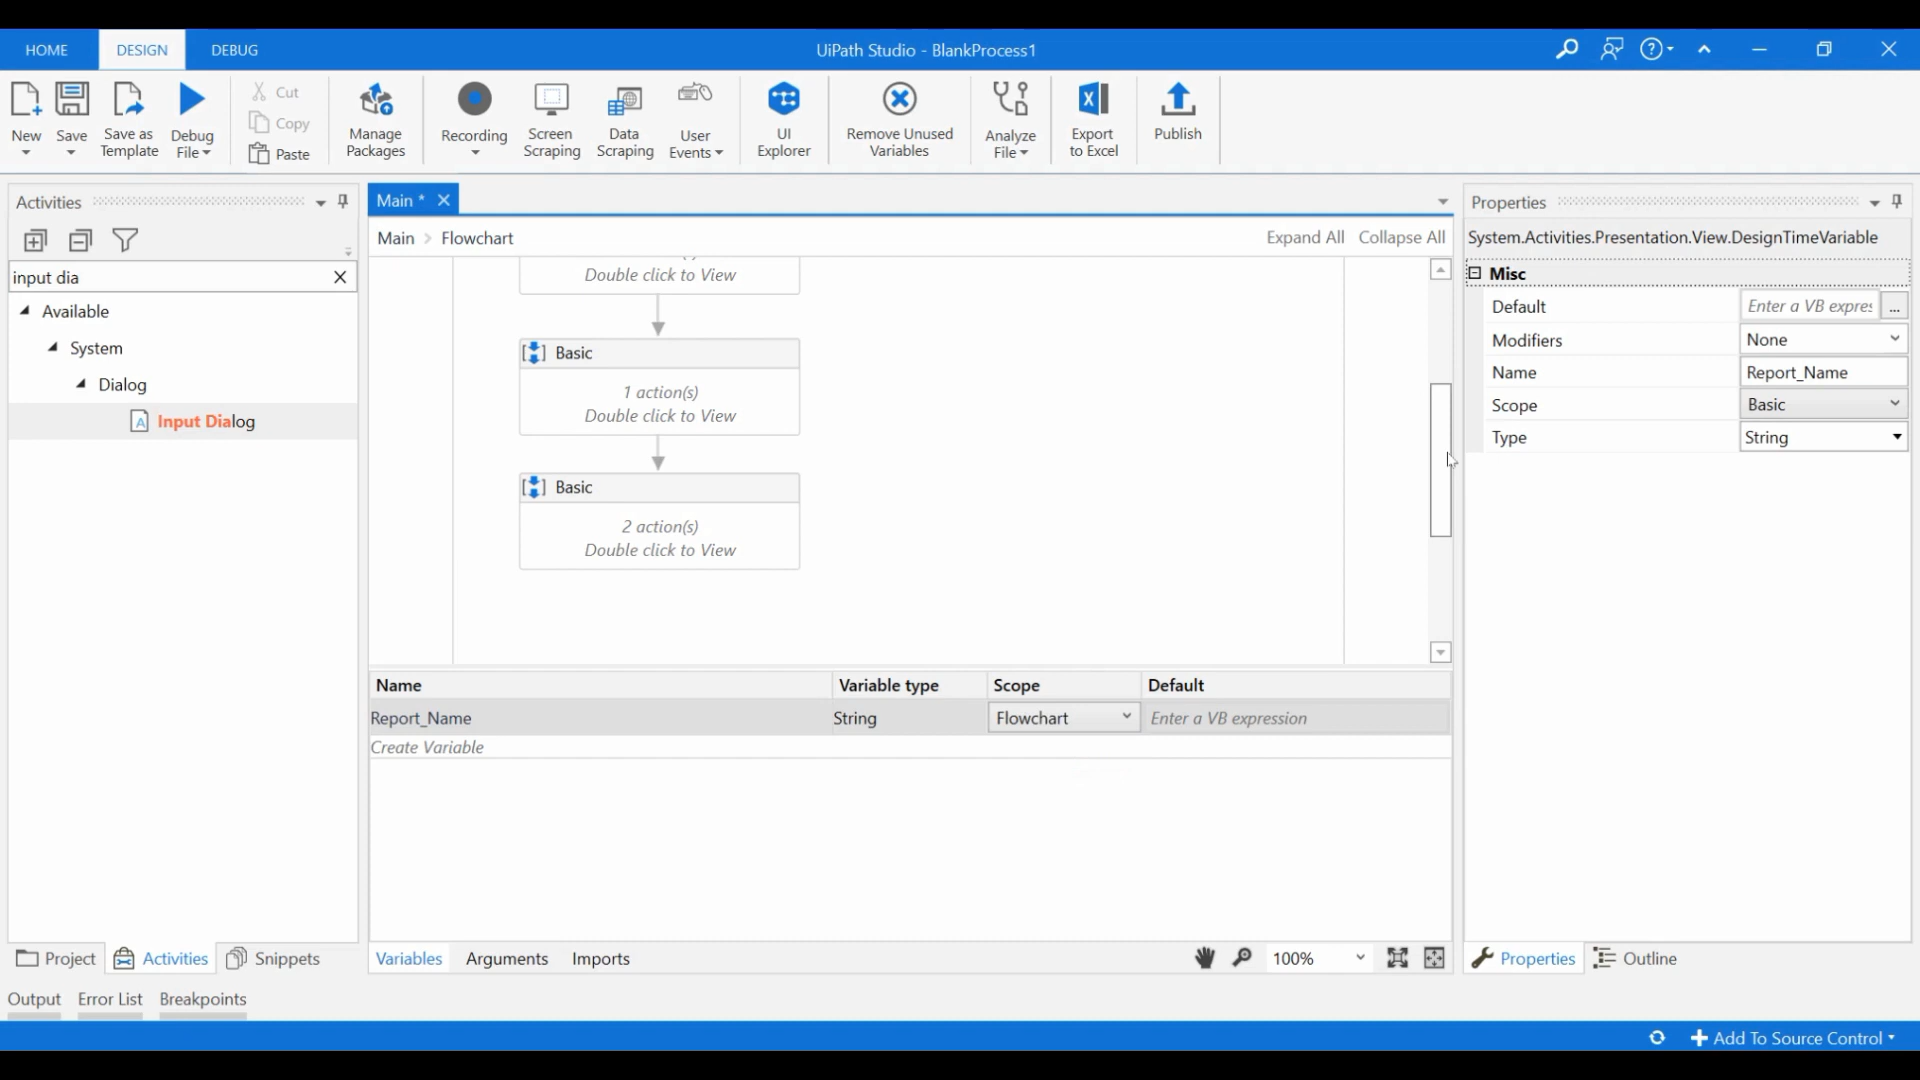 HOME
DESIGN
DEBUG
UiPath Studio - BlankProcess1
New
Save
Save as
Template
Debug
File
Cut
Copy
Paste
Manage
Packages
Recording
Screen
Scraping
Data
Scraping
User
Events
UI
Explorer
Remove Unused
Variables
Analyze
File
Export
to Excel
Publish
Activities
input dia
Available
System
Dialog
Input Dialog
Main *
Main > Flowchart
Expand All Collapse All
Double click to View
Basic
1 action(s)
Double click to View
Basic
2 action(s)
Double click to View
Name Variable type Scope Default
Report_Name String Flowchart Enter a VB expression
Create Variable
Properties
System.Activities.Presentation.View.DesignTimeVariable
Misc
Default Enter a VB expres ...
Modifiers None
Name Report_Name
Scope Basic
Type String
Project Activities Snippets
Variables Arguments Imports
100%
Properties Outline
Output Error List Breakpoints
Add To Source Control